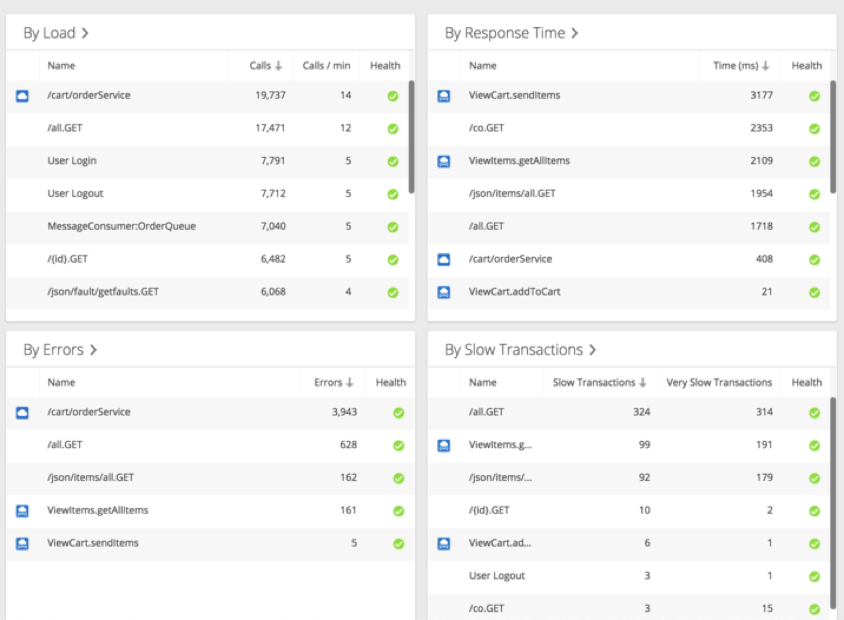 By Load >
Name Calls ↓ Calls / min Health
/cart/orderService 19,737 14
/all.GET 17,471 12
User Login 7,791 5
User Logout 7,712 5
MessageConsumer:OrderQueue 7,040 5
/{id}.GET 6,482 5
/json/fault/getfaults.GET 6,068 4
By Response Time >
Name Time (ms) ↓ Health
ViewCart.sendItems 3177
/co.GET 2353
ViewItems.getAllItems 2109
/json/items/all.GET 1954
/all.GET 1718
/cart/orderService 408
ViewCart.addToCart 21
By Errors >
Name Errors ↓ Health
/cart/orderService 3,943
/all.GET 628
/json/items/all.GET 162
ViewItems.getAllItems 161
ViewCart.sendItems 5
By Slow Transactions >
Name Slow Transactions ↓ Very Slow Transactions Health
/all.GET 324 314
ViewItems.g... 99 191
/json/items/... 92 179
/{id}.GET 10 2
ViewCart.ad... 6 1
User Logout 3 1
/co.GET 3 15